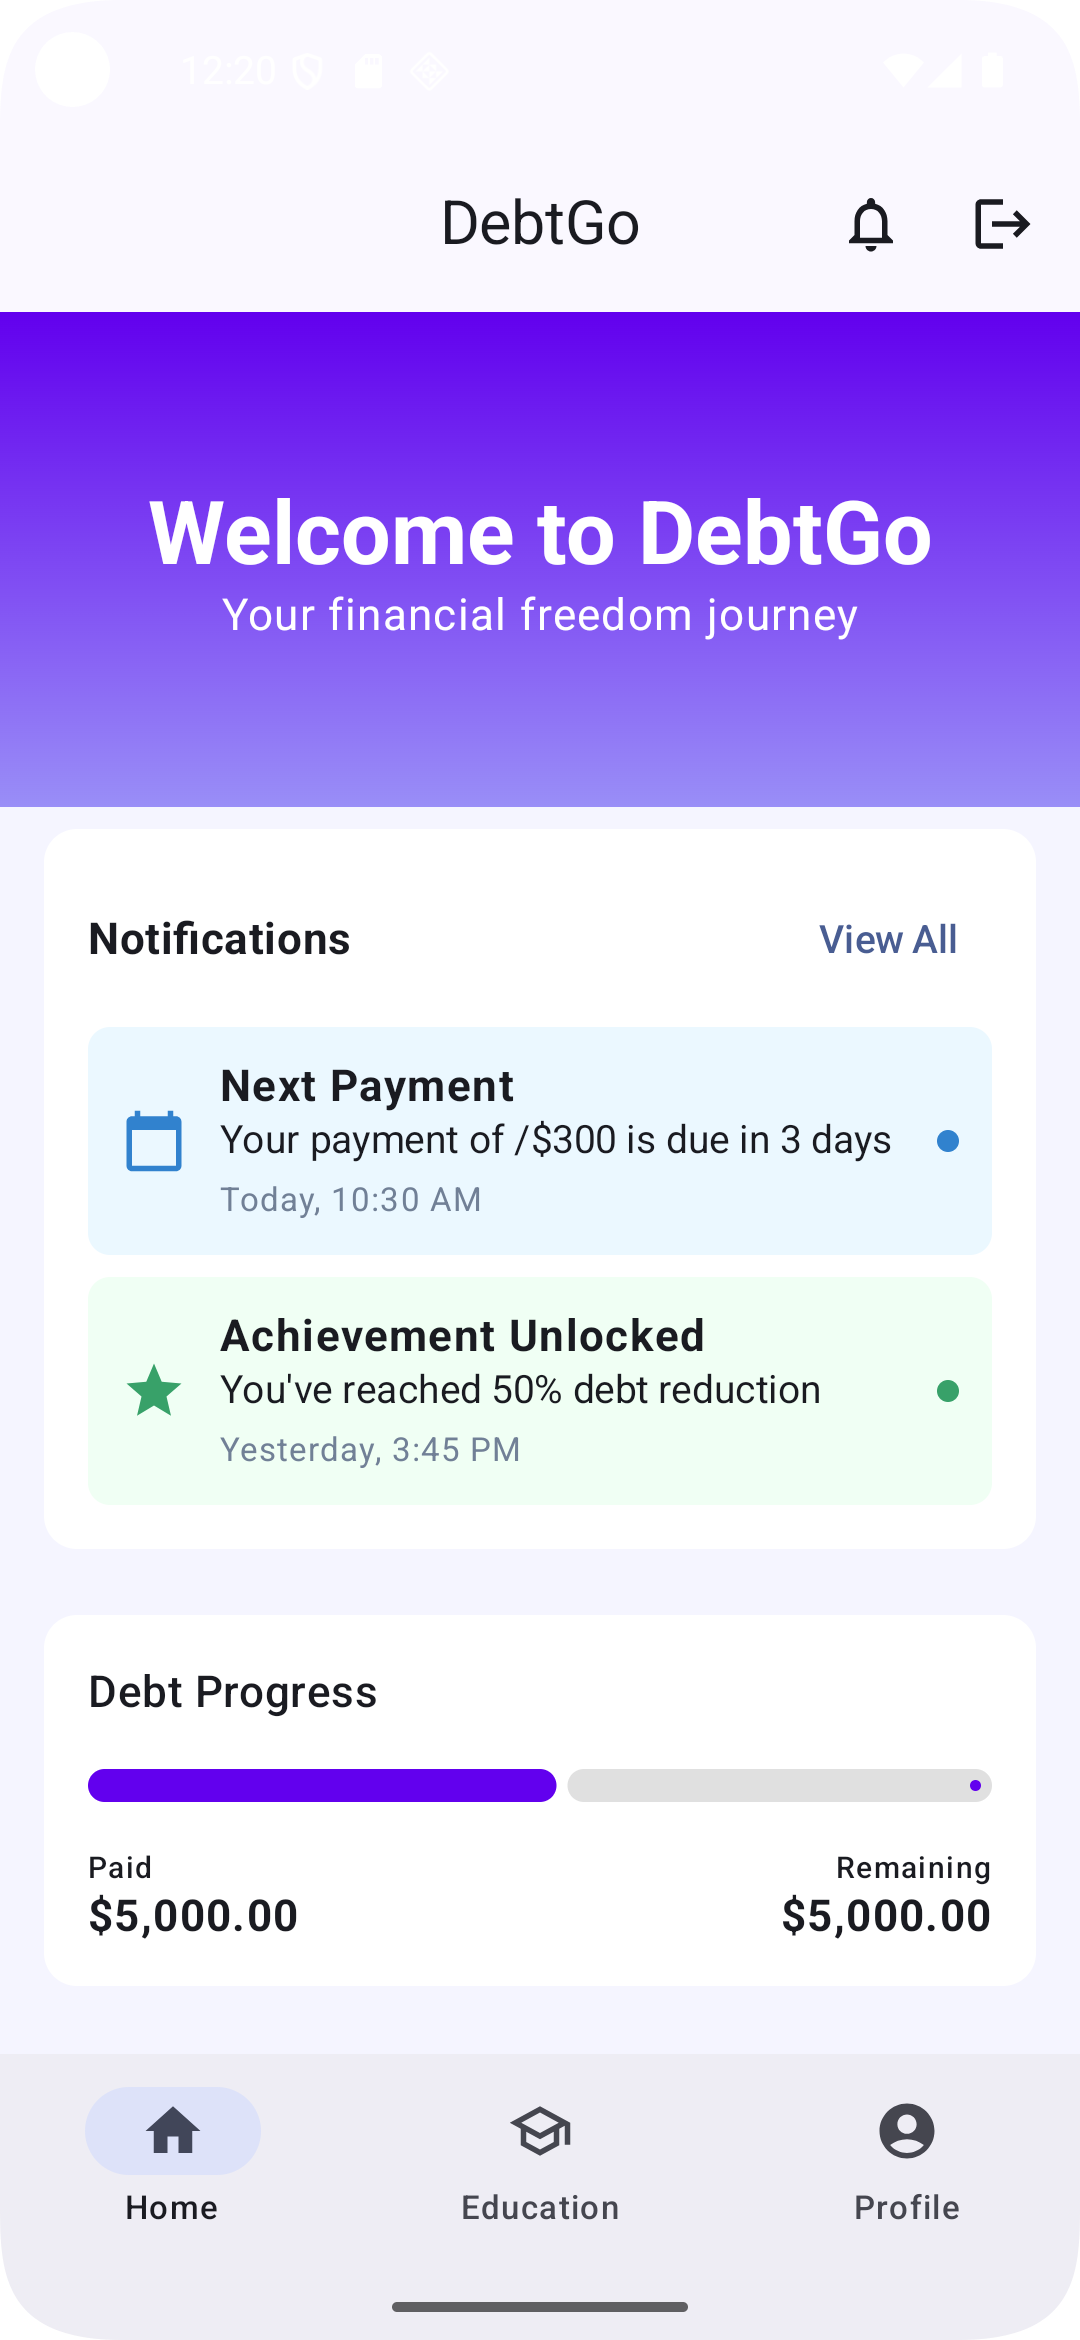 12:20
DebtGo
Welcome to DebtGo
Your financial freedom journey
Notifications
View All
Next Payment
Your payment of /$300 is due in 3 days
Today, 10:30 AM
Achievement Unlocked
You've reached 50% debt reduction
Yesterday, 3:45 PM
Debt Progress
Paid
Remaining
$5,000.00
$5,000.00
Home
Education
Profile